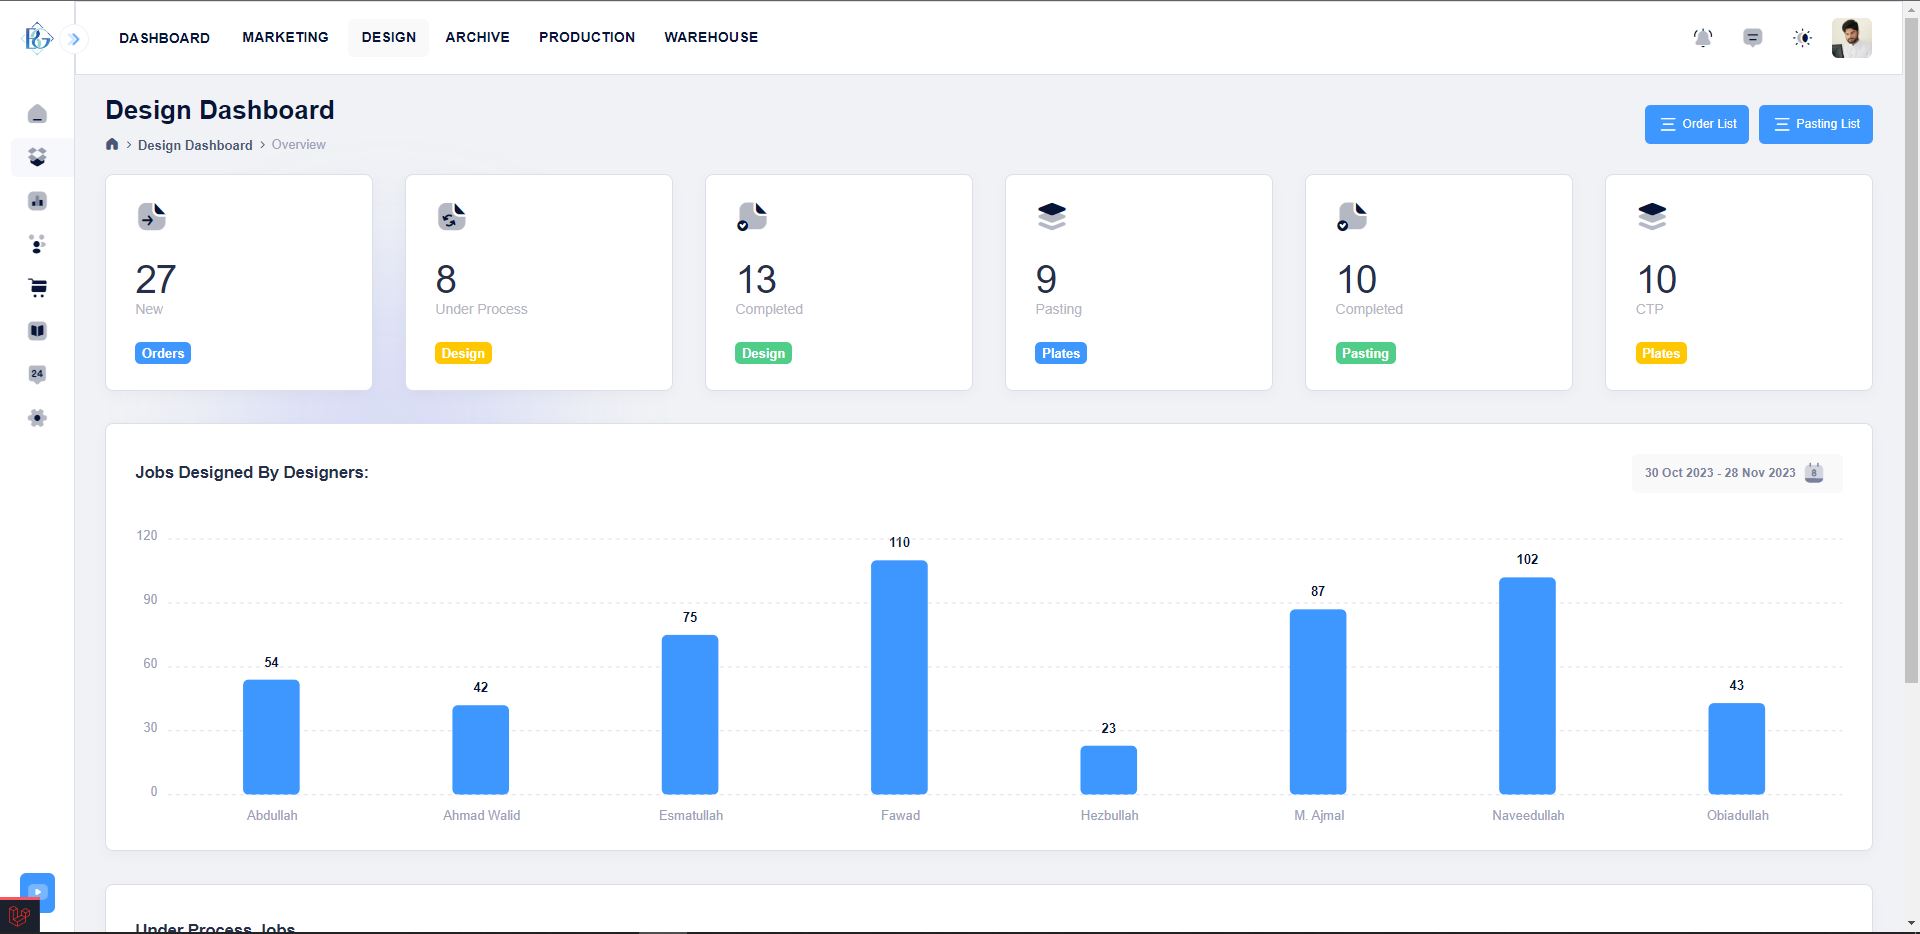 DASHBOARD MARKETING DESIGN ARCHIVE PRODUCTION WAREHOUSE
Design Dashboard
Design Dashboard Overview
Order List Pasting List
27 8 13 9 10 10
New Under Process Completed Pasting Completed CTP
Orders Design Design Plates Pasting Plates
24
Jobs Designed By Designers:
30 Oct 2023 - 28 Nov 2023 8
120
90
60
30
0
54 42 75 110 23 87 102 43
Abdullah Ahmad Walid Esmatullah Fawad Hezbullah M. Ajmal Naveedullah Obiadullah
Under Process Jobs